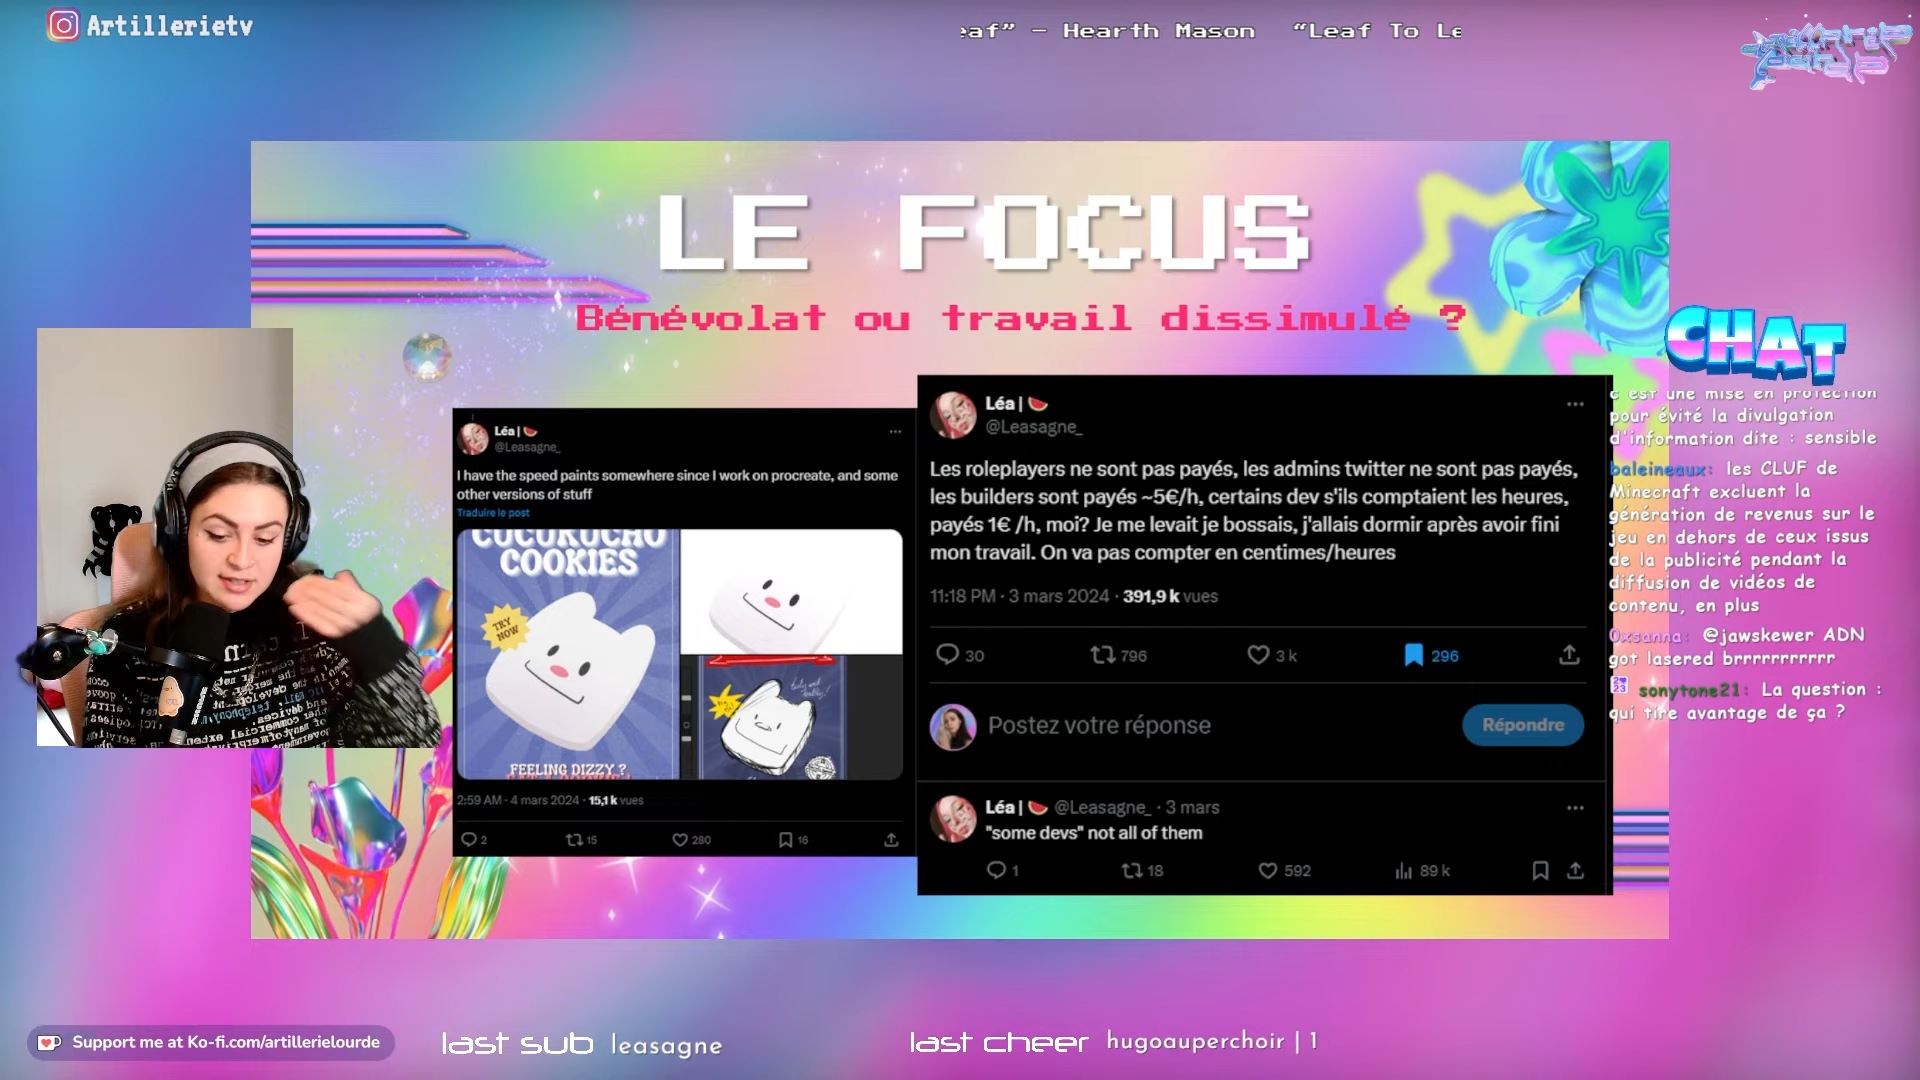 Artillerietv
af” – Hearth Mason “Leaf To Le
LE FOCUS
Bénévolat ou travail dissimulé ?
Léa |
@Leasagne_
I have the speed paints somewhere since I work on procreate, and some
other versions of stuff
Traduire le post
CUCURUCHO
COOKIES
TRY
NOW
FEELING DIZZY ?
2:59 AM · 4 mars 2024 · 15,1 k vues
2
15
280
16
Léa |
@Leasagne_
Les roleplayers ne sont pas payés, les admins twitter ne sont pas payés,
les builders sont payés ~5€/h, certains dev s'ils comptaient les heures,
payés 1€ /h, moi? Je me levait je bossais, j'allais dormir après avoir fini
mon travail. On va pas compter en centimes/heures
11:18 PM · 3 mars 2024 · 391,9 k vues
30
796
3 k
296
Postez votre réponse
Répondre
Léa | @Leasagne_ · 3 mars
"some devs" not all of them
1
18
592
89 k
CHAT
c'est une mise en protection
pour évité la divulgation
d'information dite : sensible
baleineaux: les CLUF de
Minecraft excluent la
génération de revenus sur le
jeu en dehors de ceux issus
de la publicité pendant la
diffusion de vidéos de
contenu, en plus
0xsanna: @jawskewer ADN
got lasered brrrrrrrrrrr
sonytone21: La question :
qui tire avantage de ça ?
Support me at Ko-fi.com/artillerielourde
last sub leasagne
last cheer hugoauperchoir | 1